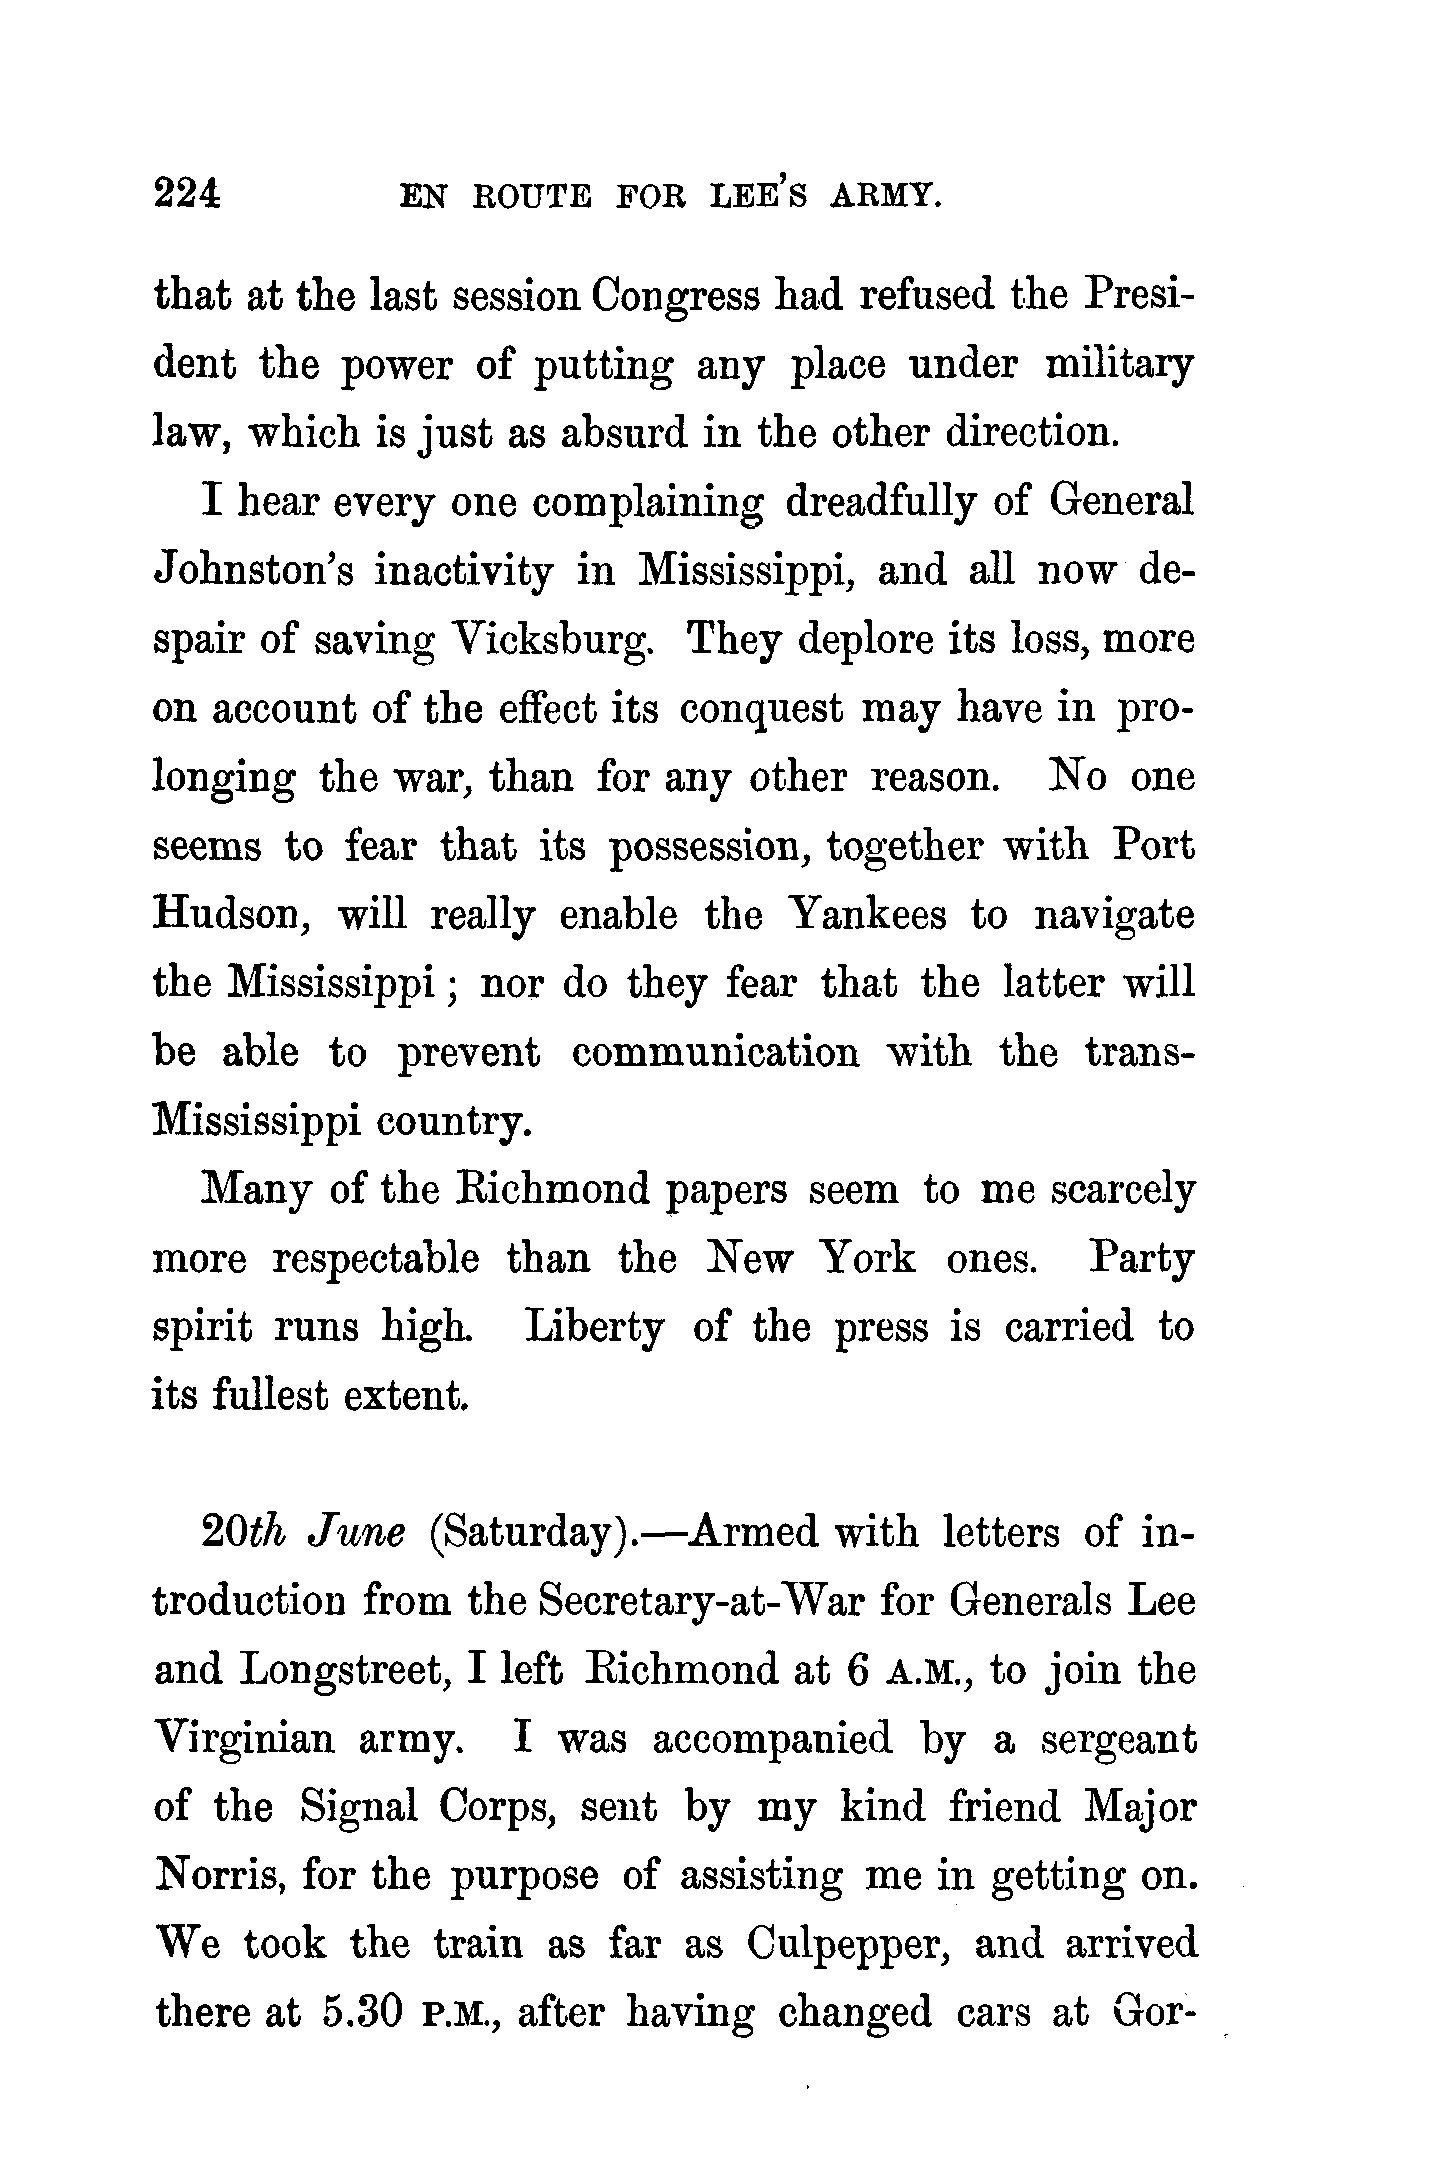 224 EN ROUTE FOR LEE'S ARMY.
that at the last session Congress had refused the Presi-
dent the power of putting any place under military
law, which is just as absurd in the other direction.
I hear every one complaining dreadfully of General
Johnston's inactivity in Mississippi, and all now de-
spair of saving Vicksburg. They deplore its loss, more
on account of the effect its conquest may have in pro-
longing the war, than for any other reason. No one
seems to fear that its possession, together with Port
Hudson, will really enable the Yankees to navigate
the Mississippi; nor do they fear that the latter will
be able to prevent communication with the trans-
Mississippi country.
Many of the Richmond papers seem to me scarcely
more respectable than the New York ones. Party
spirit runs high. Liberty of the press is carried to
its fullest extent.
20th June (Saturday).—Armed with letters of in-
troduction from the Secretary-at-War for Generals Lee
and Longstreet, I left Richmond at 6 A.M., to join the
Virginian army. I was accompanied by a sergeant
of the Signal Corps, sent by my kind friend Major
Norris, for the purpose of assisting me in getting on.
We took the train as far as Culpepper, and arrived
there at 5.30 P.M., after having changed cars at Gor-